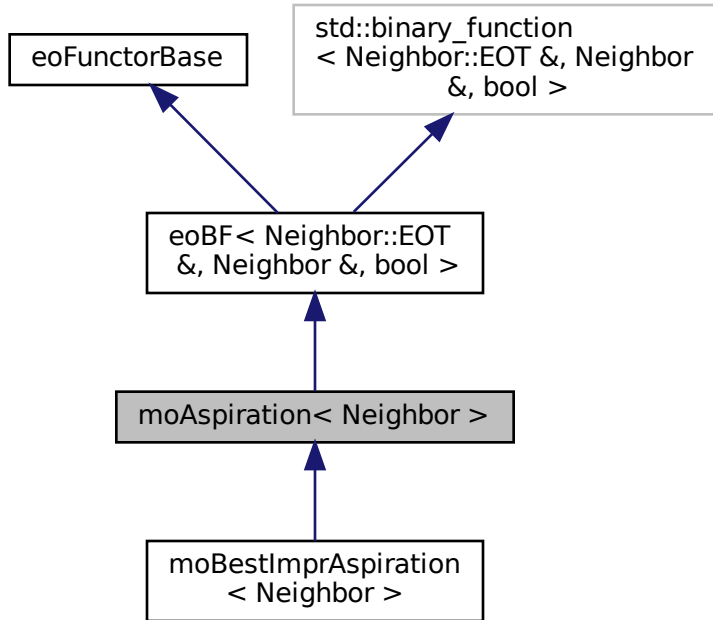 std::binary_function
< Neighbor::EOT &, Neighbor
&, bool >
eoFunctorBase
eoBF< Neighbor::EOT
&, Neighbor &, bool >
moAspiration< Neighbor >
moBestImprAspiration
< Neighbor >